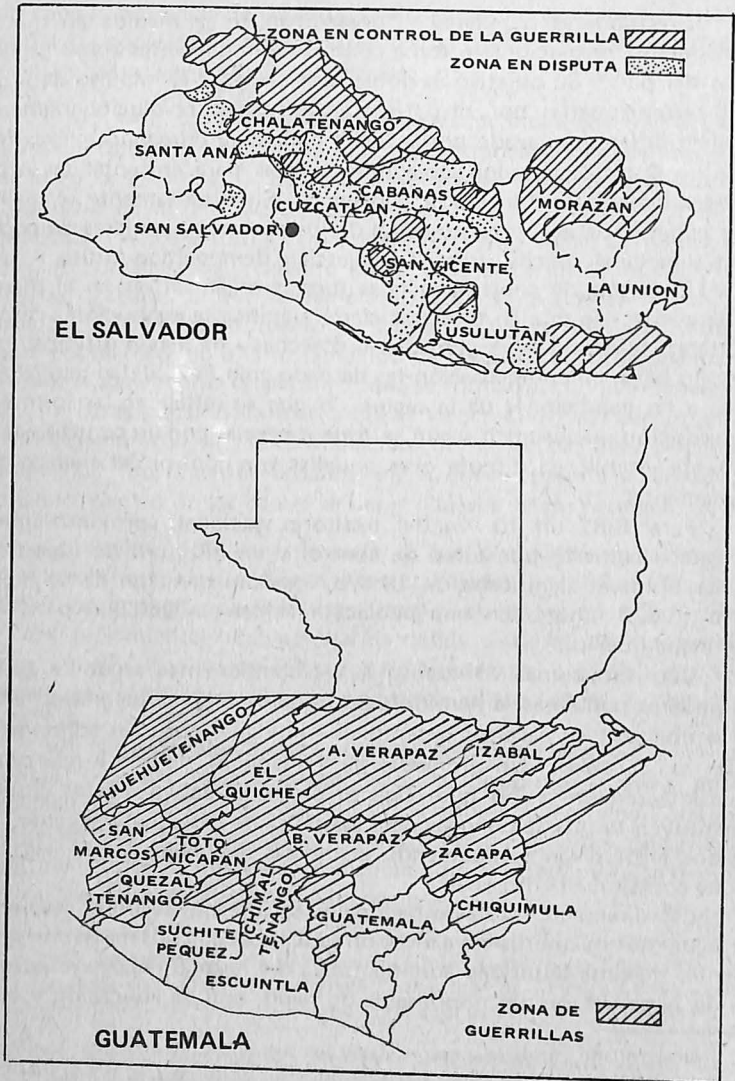 ZONA EN CONTROL DE LA GUERRILLA
ZONA EN DISPUTA
CHALATENANGO
SANTA ANA
CABAÑAS
MORAZAN
CUZCATLAN
SAN SALVADOR
SAN VICENTE
LA UNION
USULUTAN
EL SALVADOR
HUEHUETENANGO
A. VERAPAZ
IZABAL
EL
QUICHE
SAN
MARCOS
TOTO
NICAPAN
B. VERAPAZ
ZACAPA
QUEZAL
TENANGO
CHIMAL
TENANGO
GUATEMALA
CHIQUIMULA
SUCHITE
PEQUEZ
ESCUINTLA
ZONA DE
GUERRILLAS
GUATEMALA